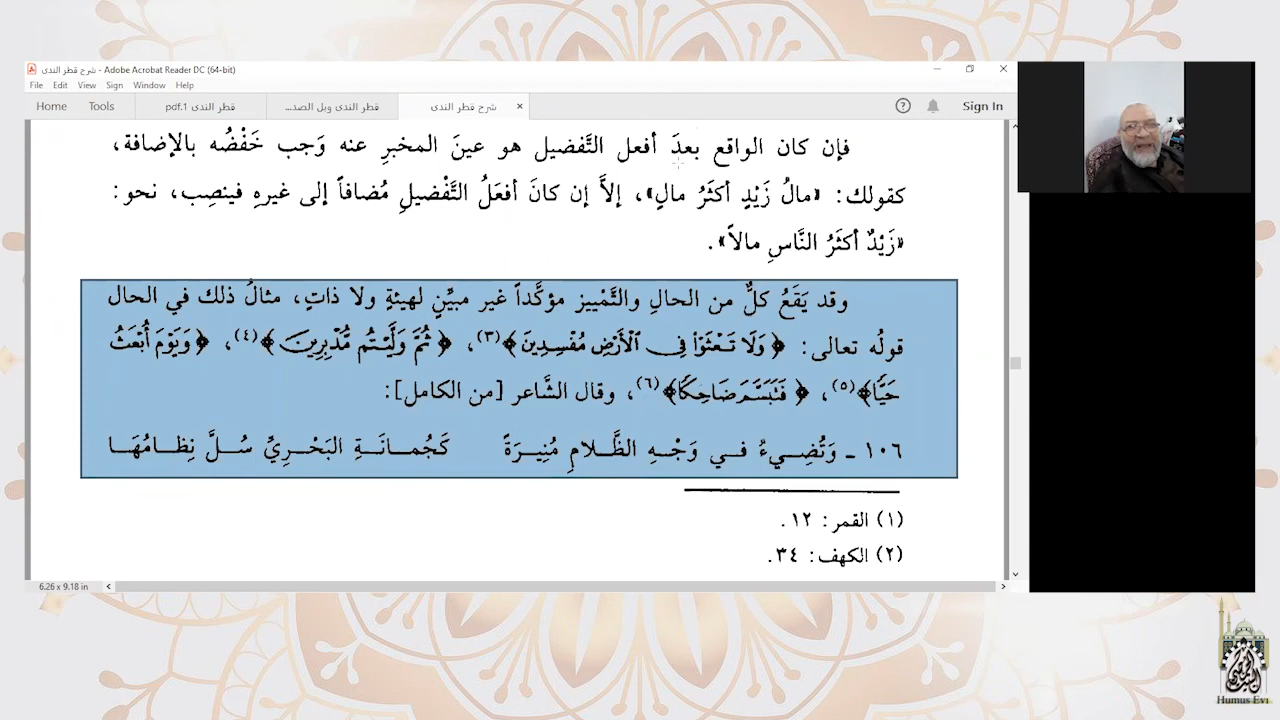 شرح قطر الندى - Adobe Acrobat Reader DC (64-bit)
File Edit View Sign Window Help
Home Tools قطر الندى 1.pdf قطر الندى وبل الصد... شرح قطر الندى × Sign In
فإن كان الواقع بعدَ أفعل التَّفضيل هو عينَ المخبرِ عنه وَجب خَفْضُه بالإضافة،
كقولك: «مالُ زَيْدٍ أكثَرُ مالٍ»، إلاَّ إن كانَ أفعَلُ التَّفْضيلِ مُضافاً إلى غيرهِ فينصِب، نحو:
«زَيْدٌ أكثَرُ النَّاسِ مالاً».
وقد يَقَعُ كلٌّ من الحالِ والتَّمْييز مؤكَّداً غير مبيِّنٍ لهيئةٍ ولا ذاتٍ، مثالُ ذلك في الحال
قولُه تعالى: ﴿وَلَا تَعْثَوْا۟ فِى ٱلْأَرْضِ مُفْسِدِينَ﴾(٣)، ﴿ثُمَّ وَلَّيْتُم مُّدْبِرِينَ﴾(٤)، ﴿وَيَوْمَ أُبْعَثُ
حَيًّا﴾(٥)، ﴿فَتَبَسَّمَ ضَاحِكًا﴾(٦)، وقال الشَّاعر [من الكامل]:
١٠٦ ـ وَتُضِـيءُ فـي وَجْـهِ الظَّـلامِ مُنِيـرَةً كَجُمـانَـةِ البَحْـرِيِّ سُـلَّ نِظـامُهَـا
(١) القمر: ١٢.
(٢) الكهف: ٣٤.
6.26 x 9.18 in
Humus Evi